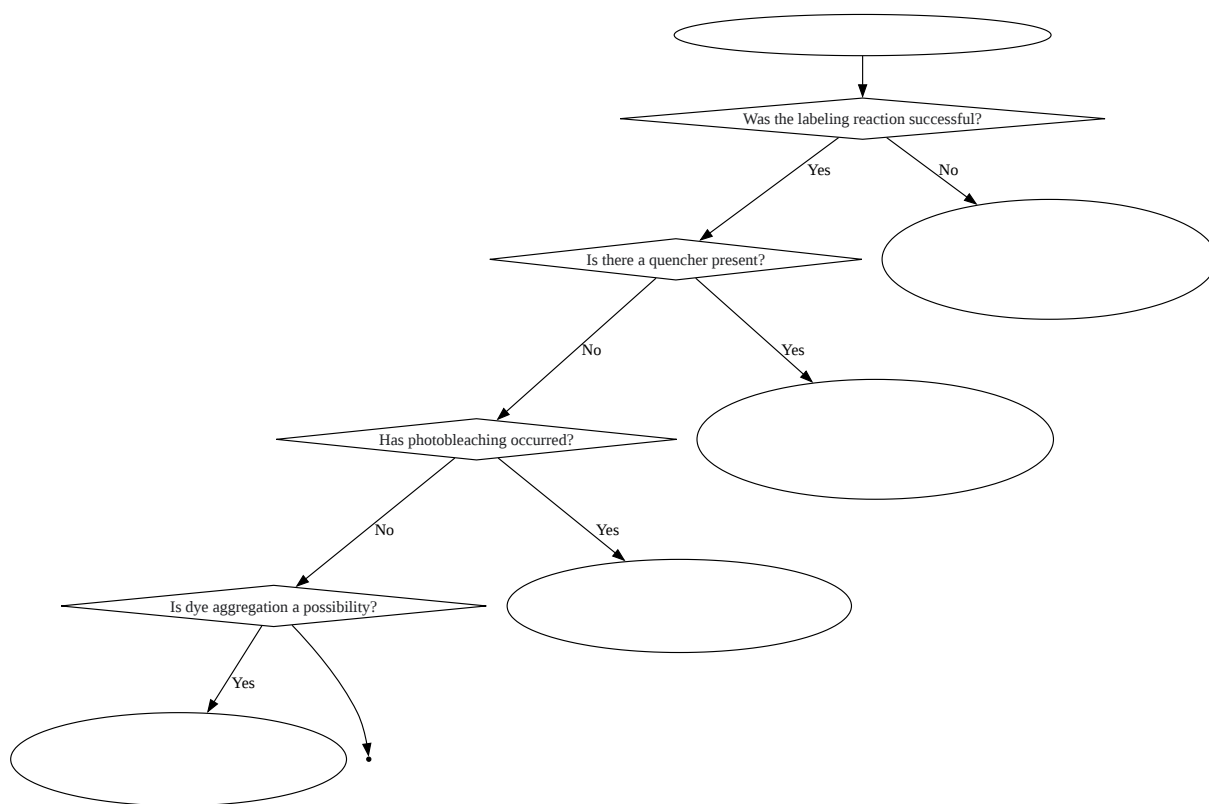 Was the labeling reaction successful?
Yes
No
Is there a quencher present?
No
Yes
Has photobleaching occurred?
No
Yes
Is dye aggregation a possibility?
Yes